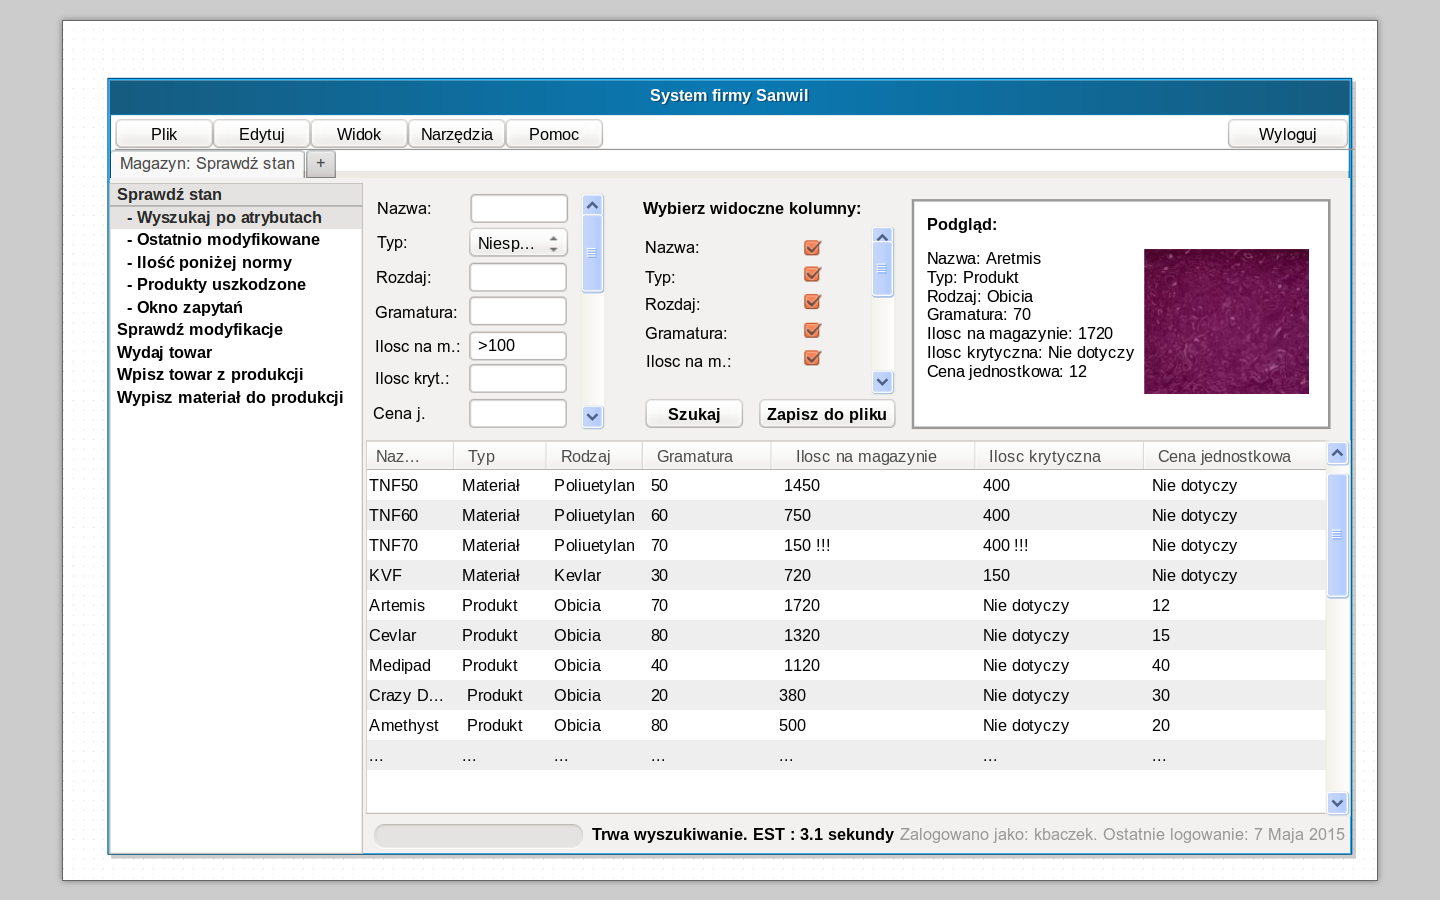 System firmy Sanwil
Plik Edytuj Widok Narzędzia Pomoc Wyloguj
Magazyn: Sprawdź stan +
Sprawdź stan
- Wyszukaj po atrybutach
- Ostatnio modyfikowane
- Ilość poniżej normy
- Produkty uszkodzone
- Okno zapytań
Sprawdź modyfikacje
Wydaj towar
Wpisz towar z produkcji
Wypisz materiał do produkcji
Nazwa:
Typ: Niesp...
Rozdaj:
Gramatura:
Ilosc na m.: >100
Ilosc kryt.:
Cena j.
Wybierz widoczne kolumny:
Nazwa:
Typ:
Rozdaj:
Gramatura:
Ilosc na m.:
Szukaj Zapisz do pliku
Podgląd:
Nazwa: Aretmis
Typ: Produkt
Rodzaj: Obicia
Gramatura: 70
Ilosc na magazynie: 1720
Ilosc krytyczna: Nie dotyczy
Cena jednostkowa: 12
Naz... Typ Rodzaj Gramatura Ilosc na magazynie Ilosc krytyczna Cena jednostkowa
TNF50 Materiał Poliuetylan 50 1450 400 Nie dotyczy
TNF60 Materiał Poliuetylan 60 750 400 Nie dotyczy
TNF70 Materiał Poliuetylan 70 150 !!! 400 !!! Nie dotyczy
KVF Materiał Kevlar 30 720 150 Nie dotyczy
Artemis Produkt Obicia 70 1720 Nie dotyczy 12
Cevlar Produkt Obicia 80 1320 Nie dotyczy 15
Medipad Produkt Obicia 40 1120 Nie dotyczy 40
Crazy D... Produkt Obicia 20 380 Nie dotyczy 30
Amethyst Produkt Obicia 80 500 Nie dotyczy 20
... ... ... ... ... ... ...
Trwa wyszukiwanie. EST : 3.1 sekundy Zalogowano jako: kbaczek. Ostatnie logowanie: 7 Maja 2015